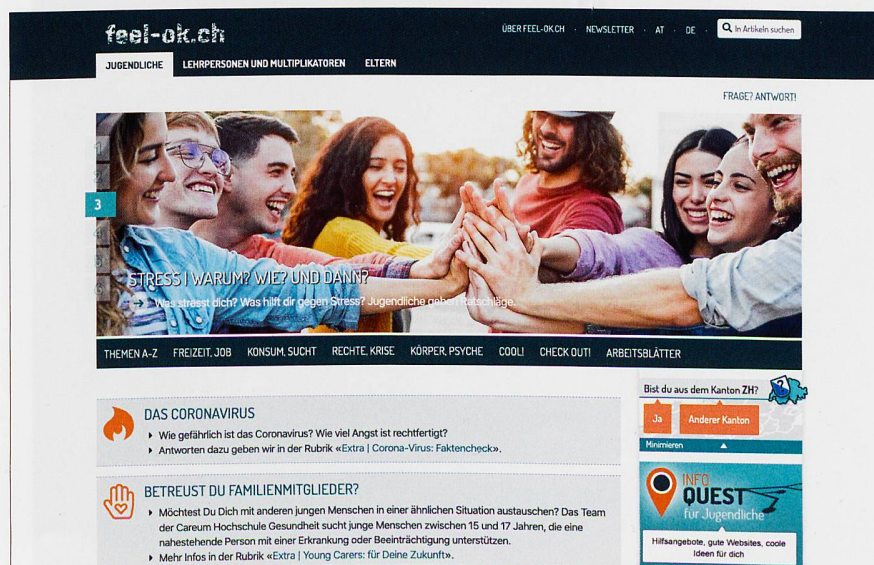 feel-ok.ch
ÜBER FEEL-OK.CH · NEWSLETTER · AT · DE · In Artikeln suchen
JUGENDLICHE LEHRPERSONEN UND MULTIPLIKATOREN ELTERN
FRAGE? ANTWORT!
1
2
3
4
5
6
STRESS | WARUM? WIE? UND DANN?
→ Was stresst dich? Was hilft dir gegen Stress? Jugendliche geben Ratschläge.
THEMEN A-Z FREIZEIT, JOB KONSUM, SUCHT RECHTE, KRISE KÖRPER, PSYCHE COOL! CHECK OUT! ARBEITSBLÄTTER
DAS CORONAVIRUS
Wie gefährlich ist das Coronavirus? Wie viel Angst ist rechtfertigt?
Antworten dazu geben wir in der Rubrik «Extra | Corona-Virus: Faktencheck».
BETREUST DU FAMILIENMITGLIEDER?
Möchtest Du Dich mit anderen jungen Menschen in einer ähnlichen Situation austauschen? Das Team
der Careum Hochschule Gesundheit sucht junge Menschen zwischen 15 und 17 Jahren, die eine
nahestehende Person mit einer Erkrankung oder Beeinträchtigung unterstützen.
Mehr Infos in der Rubrik «Extra | Young Carers: für Deine Zukunft».
Bist du aus dem Kanton ZH?
?
Ja Anderer Kanton
Minimieren
INFO
QUEST
für Jugendliche
Hilfsangebote, gute Websites, coole
Ideen für dich